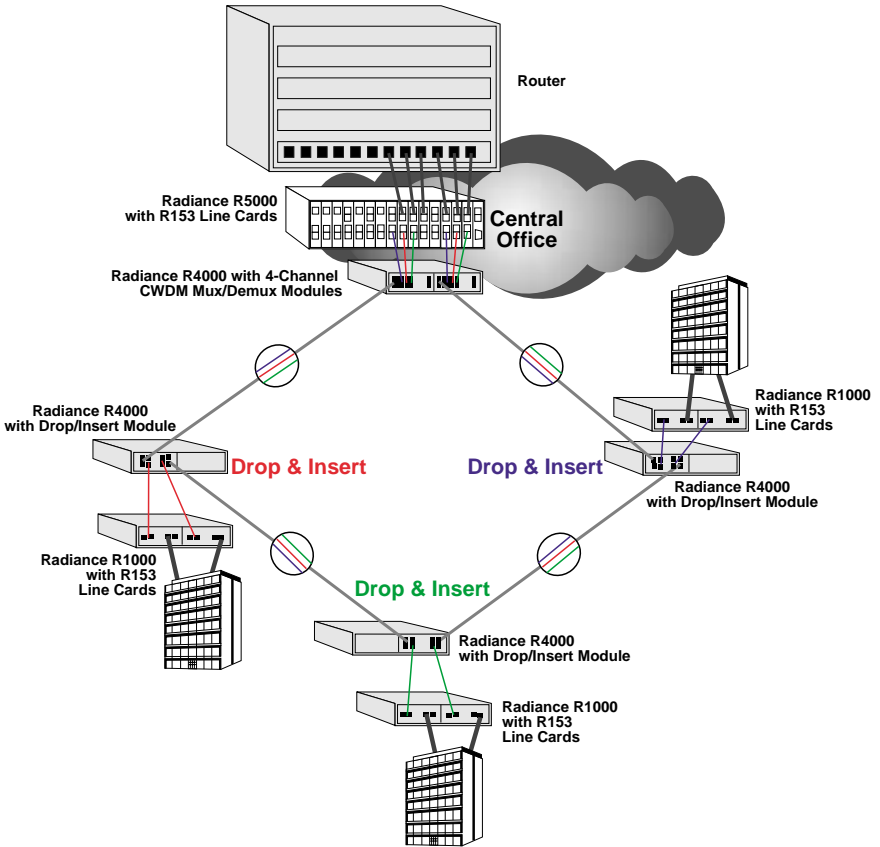 Router
Radiance R5000
with R153 Line Cards
Central
Office
Radiance R4000 with 4-Channel
CWDM Mux/Demux Modules
Radiance R1000
with R153
Line Cards
Radiance R4000
with Drop/Insert Module
Drop & Insert
Drop & Insert
Radiance R4000
with Drop/Insert Module
Radiance R1000
with R153
Line Cards
Drop & Insert
Radiance R4000
with Drop/Insert Module
Radiance R1000
with R153
Line Cards